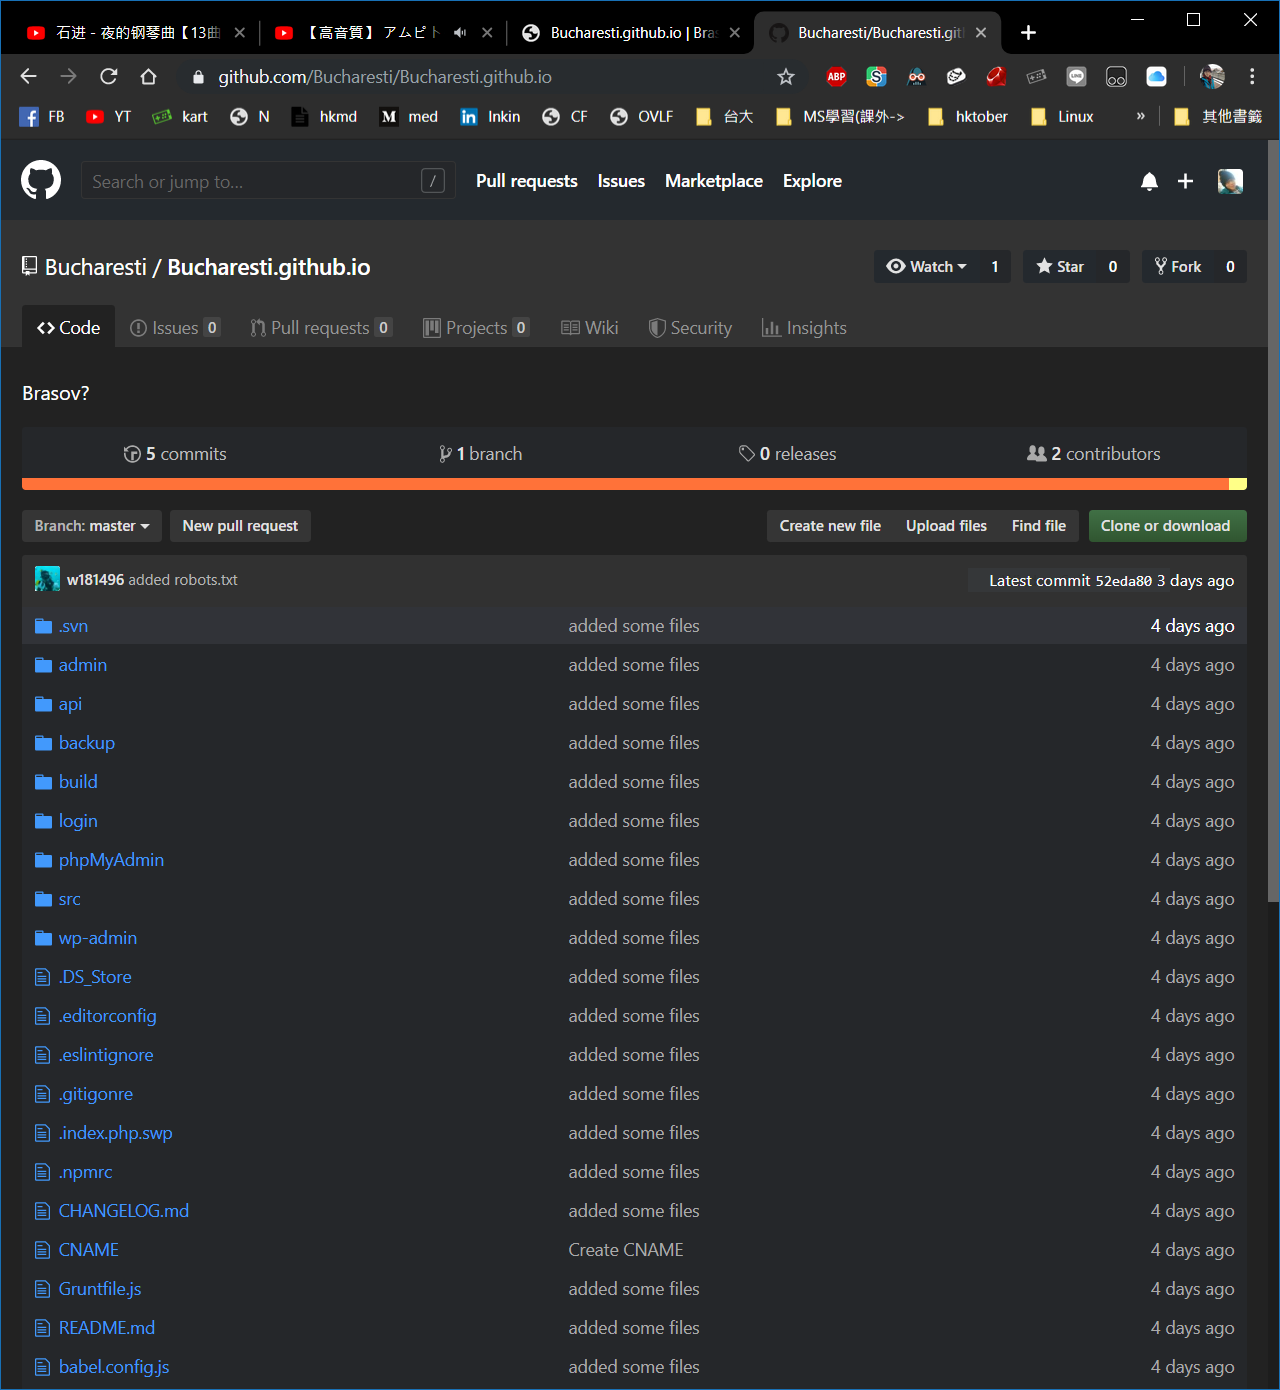 石进 - 夜的钢琴曲【13曲
【高音質】アムピト
Bucharesti.github.io | Bras
Bucharesti/Bucharesti.gith
github.com/Bucharesti/Bucharesti.github.io
ABP
FB YT kart N hkmd med Inkin CF OVLF 台大 MS學習(課外-> hktober Linux » 其他書籤
Search or jump to... /
Pull requests Issues Marketplace Explore
Bucharesti / Bucharesti.github.io
Watch 1 Star 0 Fork 0
Code Issues 0 Pull requests 0 Projects 0 Wiki Security Insights
Brasov?
5 commits 1 branch 0 releases 2 contributors
Branch: master New pull request Create new file Upload files Find file Clone or download
w181496 added robots.txt Latest commit 52eda80 3 days ago
.svn added some files 4 days ago
admin added some files 4 days ago
api added some files 4 days ago
backup added some files 4 days ago
build added some files 4 days ago
login added some files 4 days ago
phpMyAdmin added some files 4 days ago
src added some files 4 days ago
wp-admin added some files 4 days ago
.DS_Store added some files 4 days ago
.editorconfig added some files 4 days ago
.eslintignore added some files 4 days ago
.gitigonre added some files 4 days ago
.index.php.swp added some files 4 days ago
.npmrc added some files 4 days ago
CHANGELOG.md added some files 4 days ago
CNAME Create CNAME 4 days ago
Gruntfile.js added some files 4 days ago
README.md added some files 4 days ago
babel.config.js added some files 4 days ago